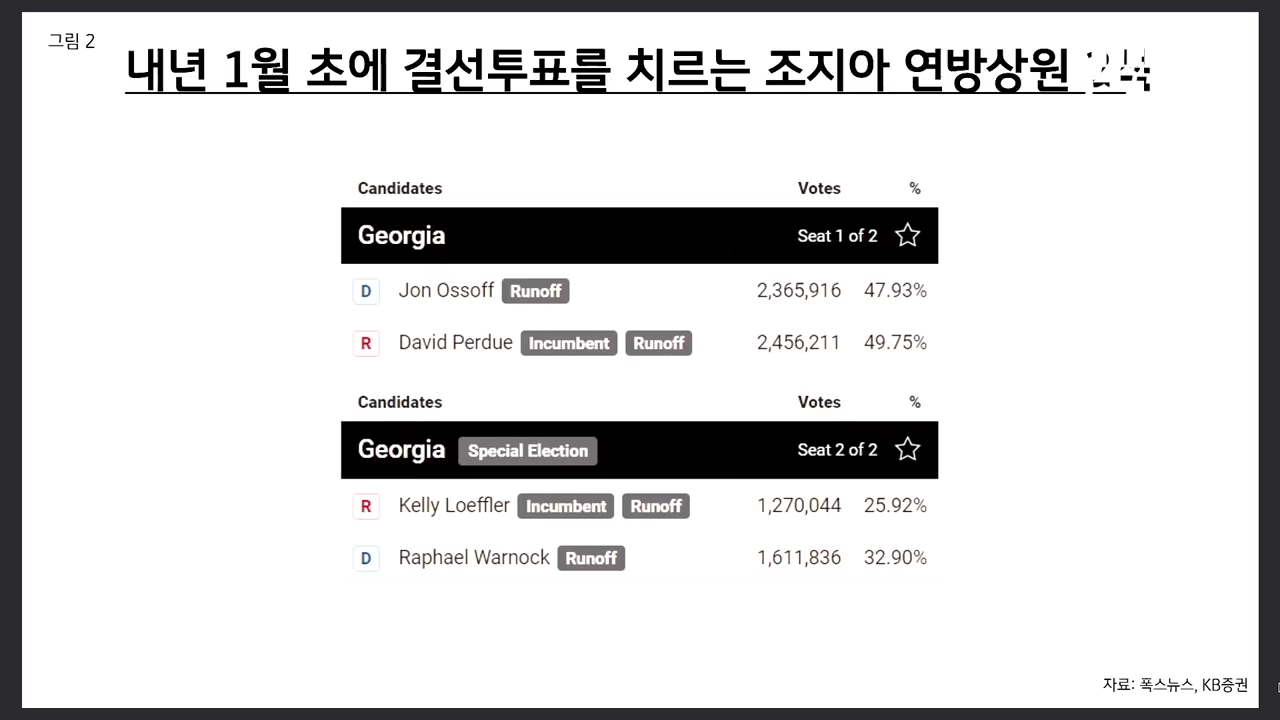 그림 2
내년 1월 초에 결선투표를 치르는 조지아 연방상원
Candidates Votes %
Georgia Seat 1 of 2
D Jon Ossoff Runoff 2,365,916 47.93%
R David Perdue Incumbent Runoff 2,456,211 49.75%
Candidates Votes %
Georgia Special Election Seat 2 of 2
R Kelly Loeffler Incumbent Runoff 1,270,044 25.92%
D Raphael Warnock Runoff 1,611,836 32.90%
자료: 폭스뉴스, KB증권